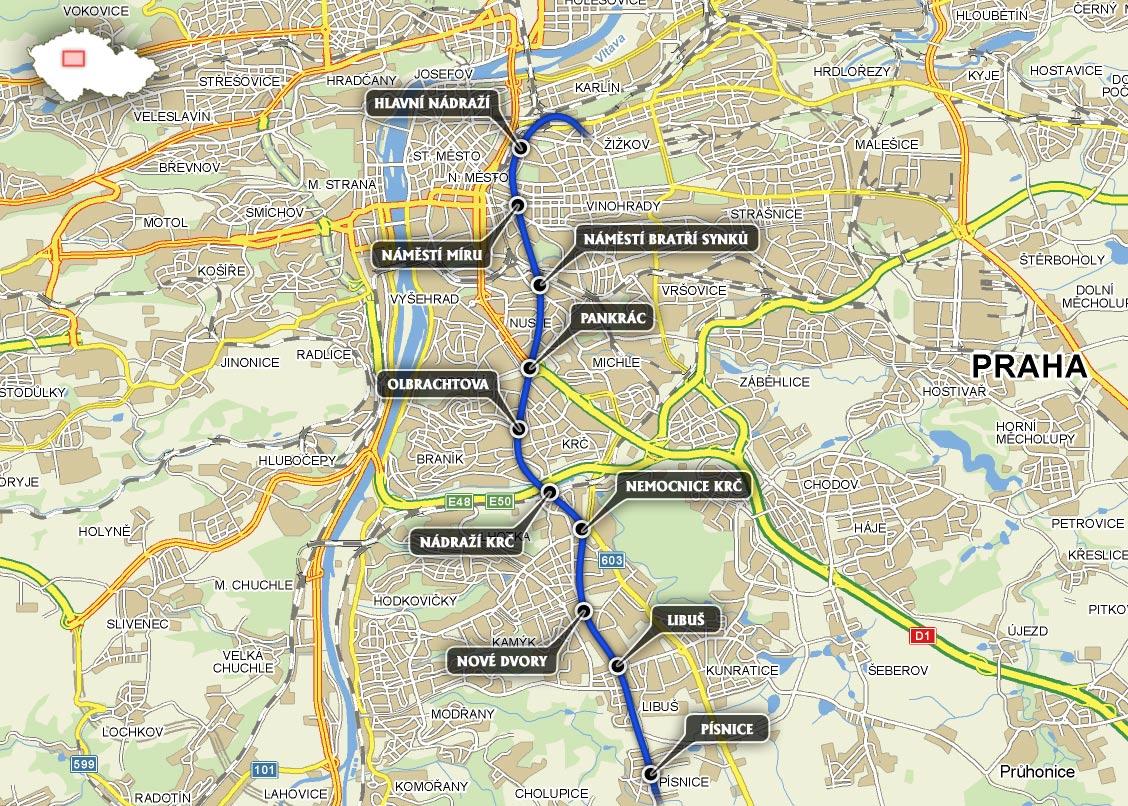 VOKOVICE
HOLEŠOVICE
HLOUBĚTÍN
ČERNÝ
Vltava
STŘEŠOVICE
HRADČANY
JOSEFOV
KARLÍN
HRDLOŘEZY
KYJE
HOSTAVICE
HLAVNÍ NÁDRAŽÍ
VELESLAVÍN
ŽIŽKOV
MALEŠICE
BŘEVNOV
ST. MĚSTO
N. MĚSTO
M. STRANA
MOTOL
SMÍCHOV
VINOHRADY
STRAŠNICE
NÁMĚSTÍ MÍRU
NÁMĚSTÍ BRATŘÍ SYNKŮ
ŠTĚRBOHOLY
KOŠÍŘE
VYŠEHRAD
VRŠOVICE
DOLNÍ
MĚCHOLUPY
NUSLE
PANKRÁC
JINONICE
RADLICE
MICHLE
PRAHA
STODŮLKY
OLBRACHTOVA
ZÁBĚHLICE
HOSTIVAŘ
HORNÍ
MĚCHOLUPY
KRČ
BRANÍK
HLUBOČEPY
ŘEPORYJE
CHODOV
NEMOCNICE KRČ
E48
E50
HOLYNĚ
HÁJE
PETROVICE
NÁDRAŽÍ KRČ
KŘESLICE
603
M. CHUCHLE
HODKOVIČKY
SLIVENEC
LIBUŠ
ÚJEZD
D1
KAMÝK
VELKÁ
CHUCHLE
NOVÉ DVORY
KUNRATICE
ŠEBEROV
LIBUŠ
MODŘANY
LOCHKOV
PÍSNICE
599
101
KOMOŘANY
PÍSNICE
Průhonice
RADOTÍN
LAHOVICE
CHOLUPICE